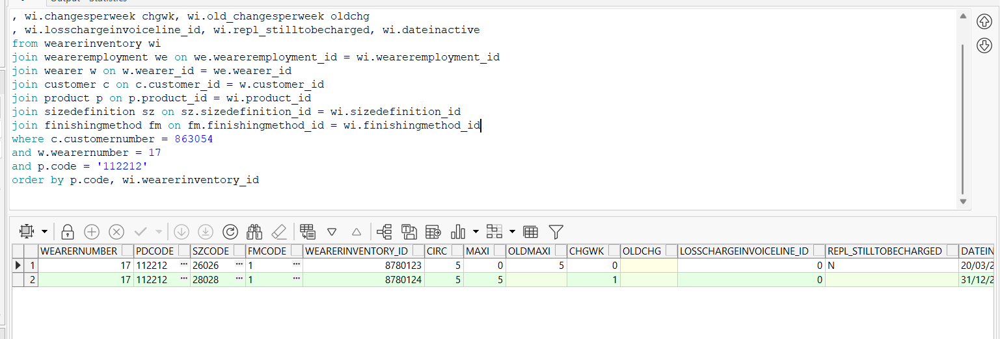 , wi.changesperweek chgwk, wi.old_changesperweek oldchg
, wi.losschargeinvoiceline_id, wi.repl_stilltobecharged, wi.dateinactive
from wearerinventory wi
join weareremployment we on we.weareremployment_id = wi.weareremployment_id
join wearer w on w.wearer_id = we.wearer_id
join customer c on c.customer_id = w.customer_id
join product p on p.product_id = wi.product_id
join sizedefinition sz on sz.sizedefinition_id = wi.sizedefinition_id
join finishingmethod fm on fm.finishingmethod_id = wi.finishingmethod_id
where c.customernumber = 863054
and w.wearernumber = 17
and p.code = '112212'
order by p.code, wi.wearerinventory_id
WEARERNUMBER PDCODE SZCODE FMCODE WEARERINVENTORY_ID CIRC MAXI OLDMAXI CHGWK OLDCHG LOSSCHARGEINVOICELINE_ID REPL_STILLTOBECHARGED DATEIN
1 17 112212 ... 26026 ... 1 ... 8780123 5 0 5 0 0 N 20/03/2
2 17 112212 ... 28028 ... 1 ... 8780124 5 5 1 0 31/12/2